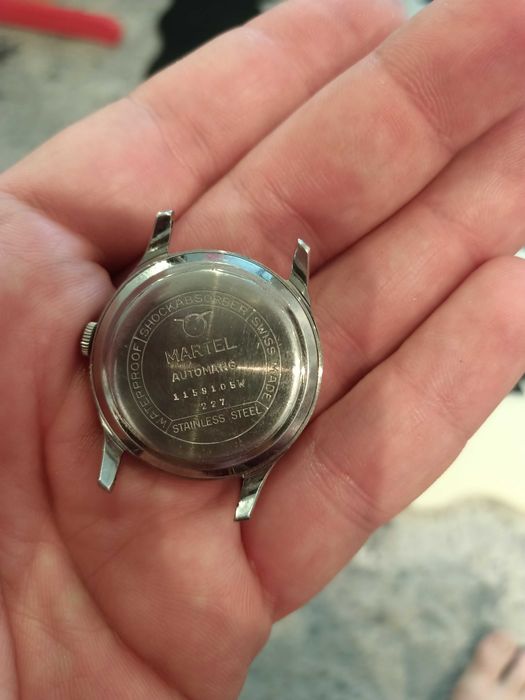 WATERPROOF SHOCKABSORBER SWISS MADE
MARTEL
AUTOMATIC
1159105W
227
STAINLESS STEEL